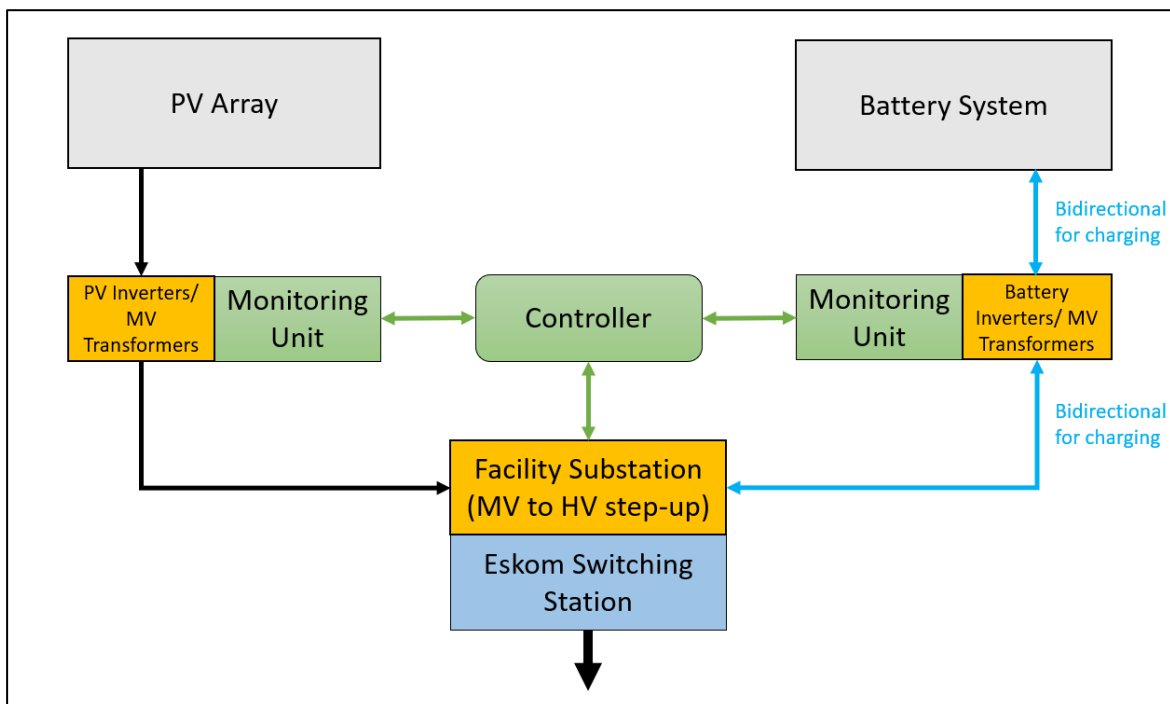 PV Array
Battery System
Bidirectional
for charging
PV Inverters/
MV
Transformers
Monitoring
Unit
Controller
Monitoring
Unit
Battery
Inverters/ MV
Transformers
Bidirectional
for charging
Facility Substation
(MV to HV step-up)
Eskom Switching
Station